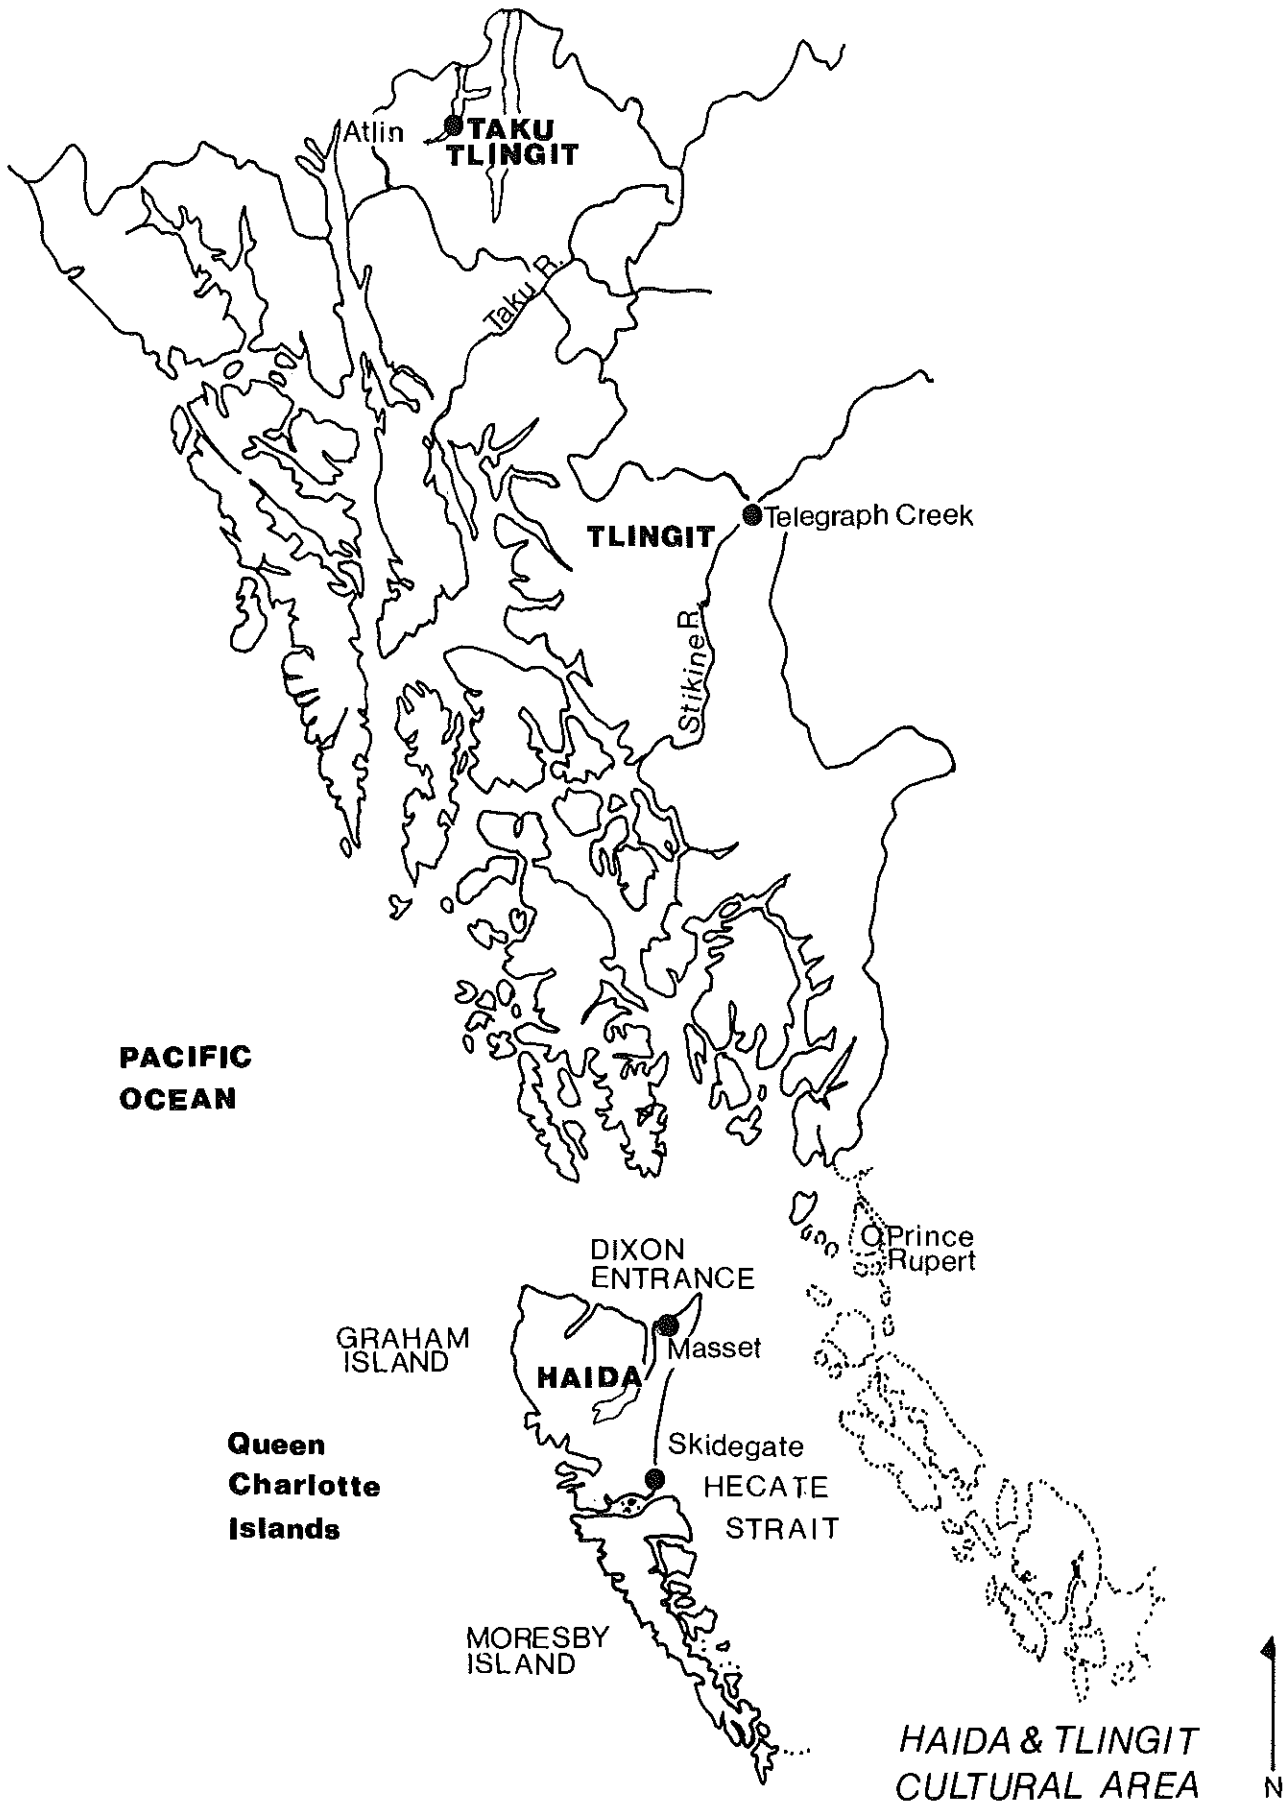 Atlin
TAKU
TLINGIT
Taku R.
TLINGIT
Telegraph Creek
Stikine R.
PACIFIC
OCEAN
Prince
Rupert
DIXON
ENTRANCE
GRAHAM
ISLAND
Masset
HAIDA
Queen
Charlotte
Islands
Skidegate
HECATE
STRAIT
MORESBY
ISLAND
HAIDA & TLINGIT
CULTURAL AREA
N